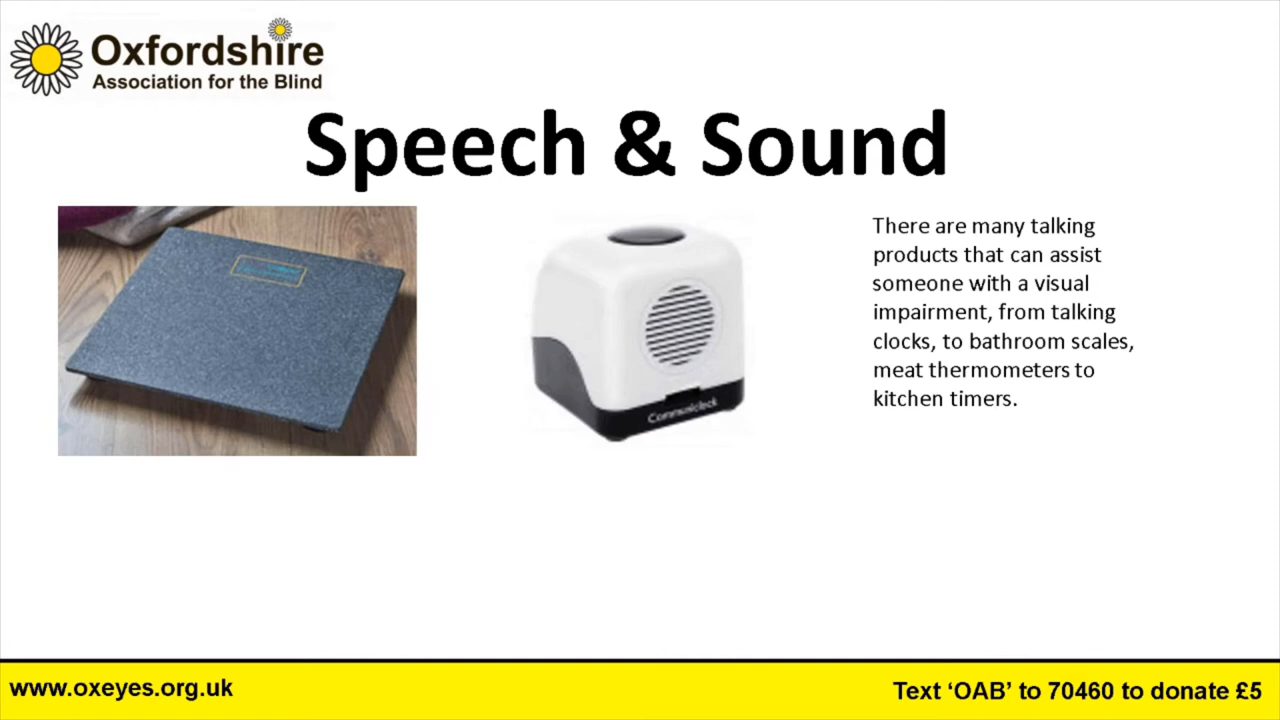 Oxfordshire
Association for the Blind
Speech & Sound
There are many talking
products that can assist
someone with a visual
impairment, from talking
clocks, to bathroom scales,
meat thermometers to
kitchen timers.
Communiclock
www.oxeyes.org.uk
Text ‘OAB’ to 70460 to donate £5